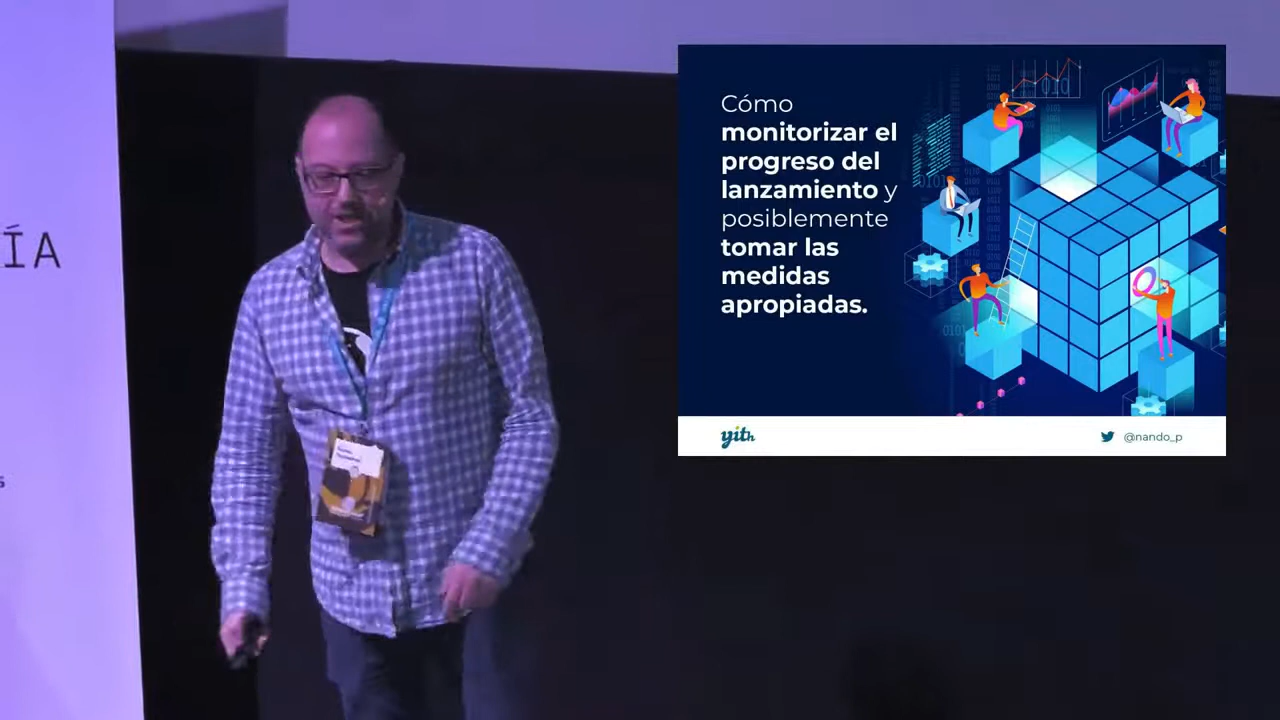 ÍA
s
Cómo
monitorizar el
progreso del
lanzamiento y
posiblemente
tomar las
medidas
apropiadas.
yith
@nando_p